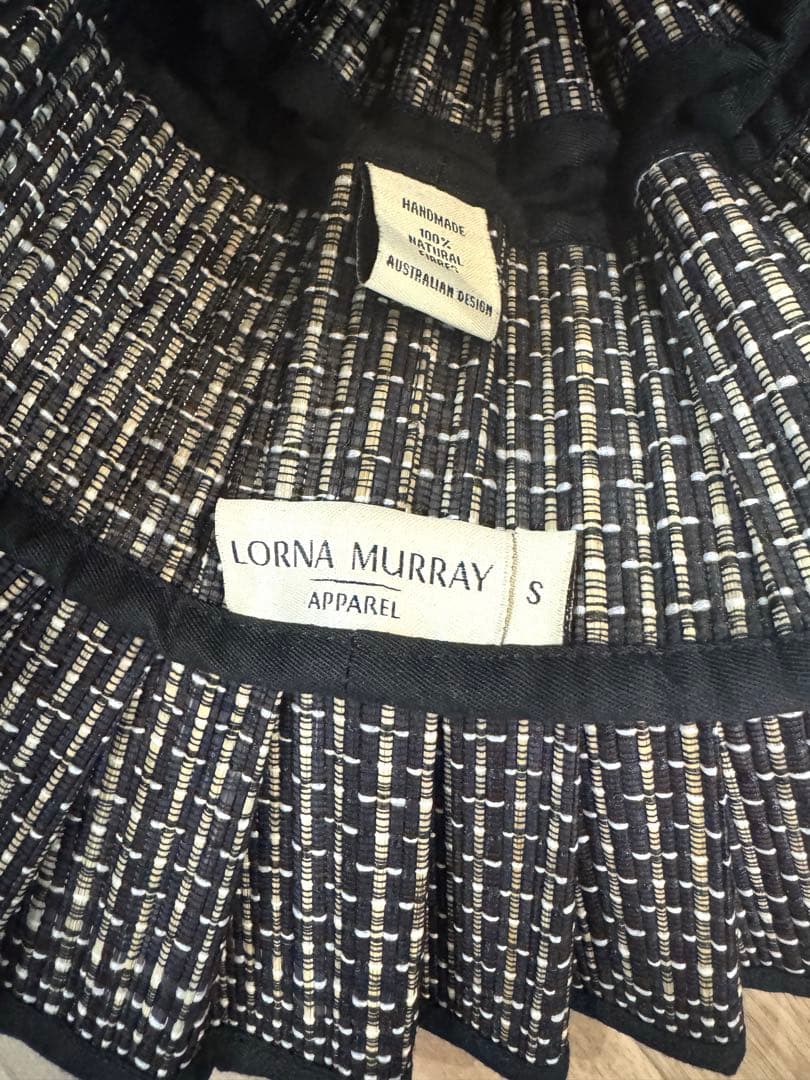 HANDMADE
100%
NATURAL
FIBRES
AUSTRALIAN DESIGN
LORNA MURRAY
APPAREL
S